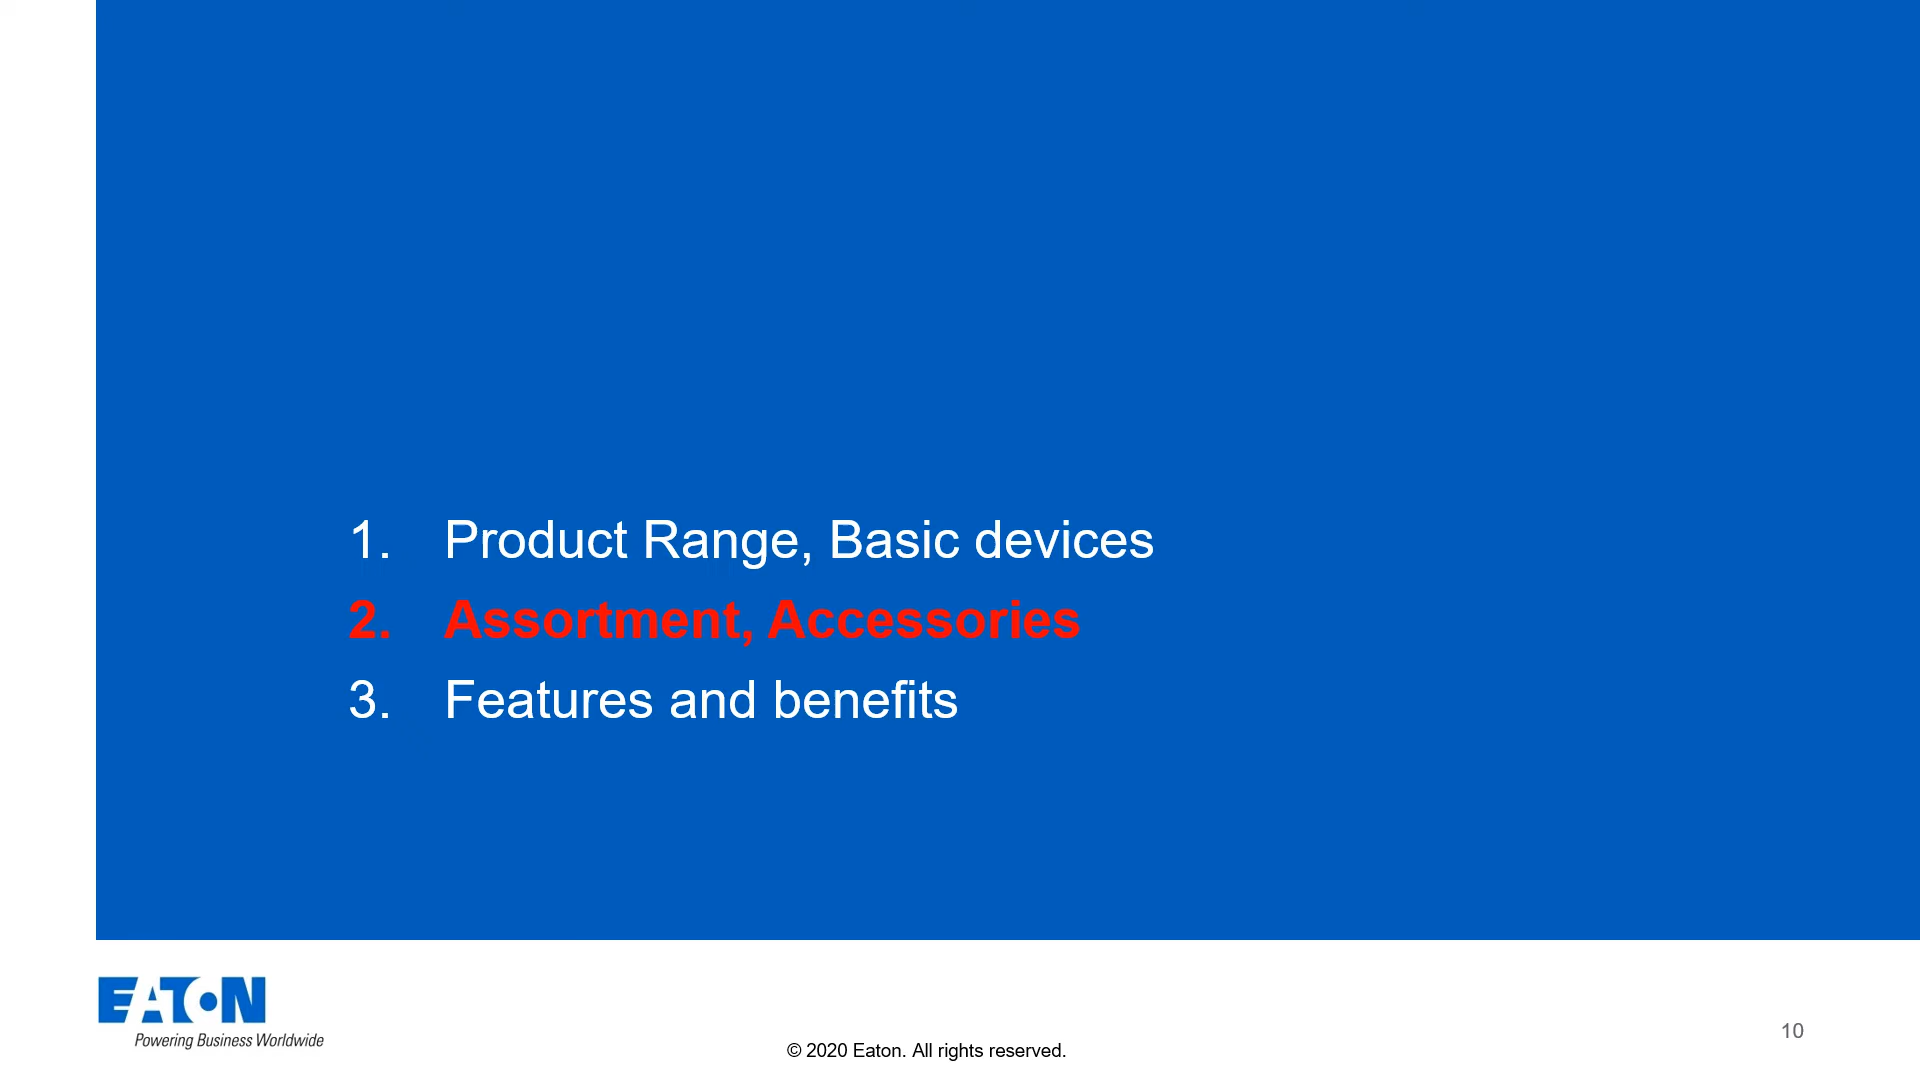 1. Product Range, Basic devices
2. Assortment, Accessories
3. Features and benefits
EATON
Powering Business Worldwide
© 2020 Eaton. All rights reserved.
10